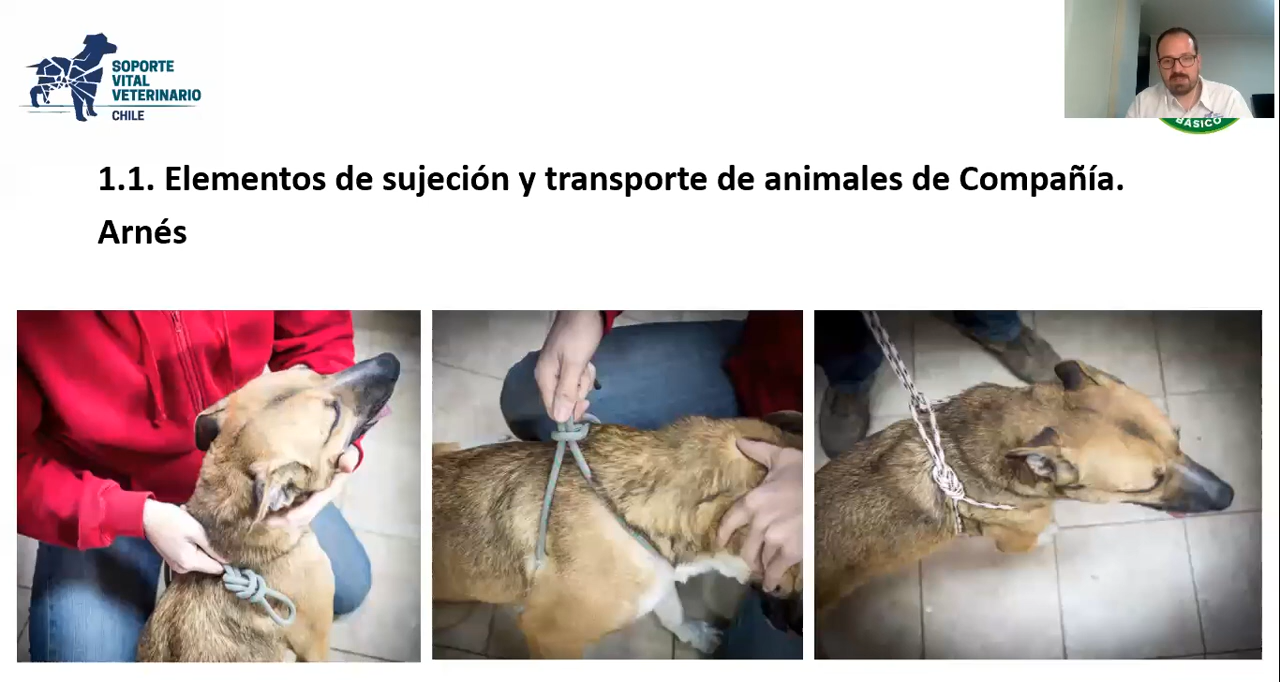 SOPORTE
VITAL
VETERINARIO
CHILE
BÁSICO
1.1. Elementos de sujeción y transporte de animales de Compañía.
Arnés